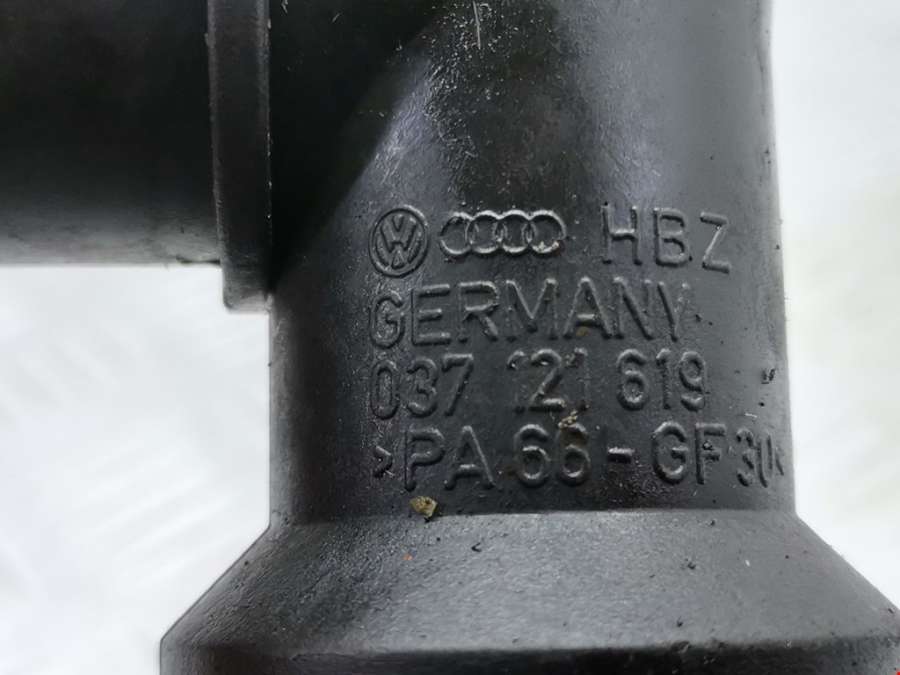 HBZ
GERMANY
037 121 619
>PA 66-GF30<